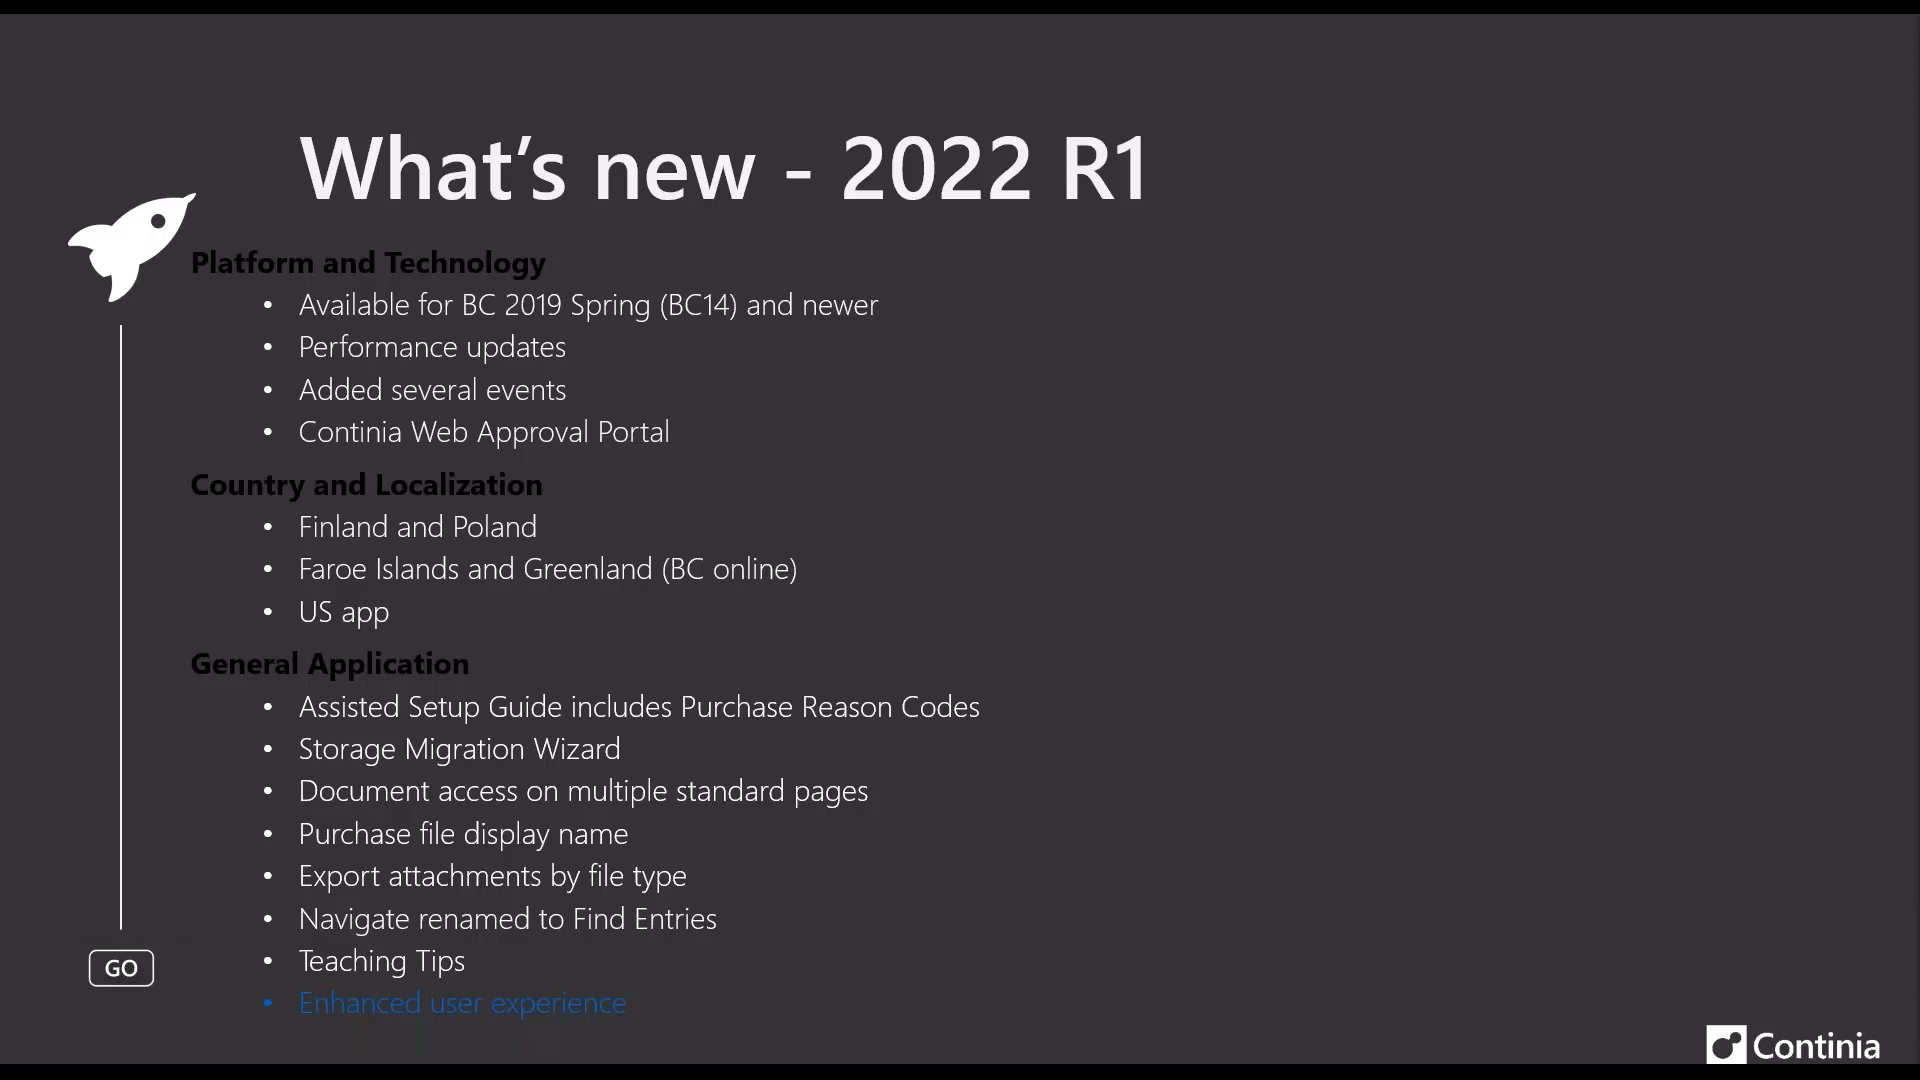 What’s new - 2022 R1
Platform and Technology
• Available for BC 2019 Spring (BC14) and newer
• Performance updates
• Added several events
• Continia Web Approval Portal
Country and Localization
• Finland and Poland
• Faroe Islands and Greenland (BC online)
• US app
General Application
• Assisted Setup Guide includes Purchase Reason Codes
• Storage Migration Wizard
• Document access on multiple standard pages
• Purchase file display name
• Export attachments by file type
• Navigate renamed to Find Entries
• Teaching Tips
• Enhanced user experience
GO
Continia